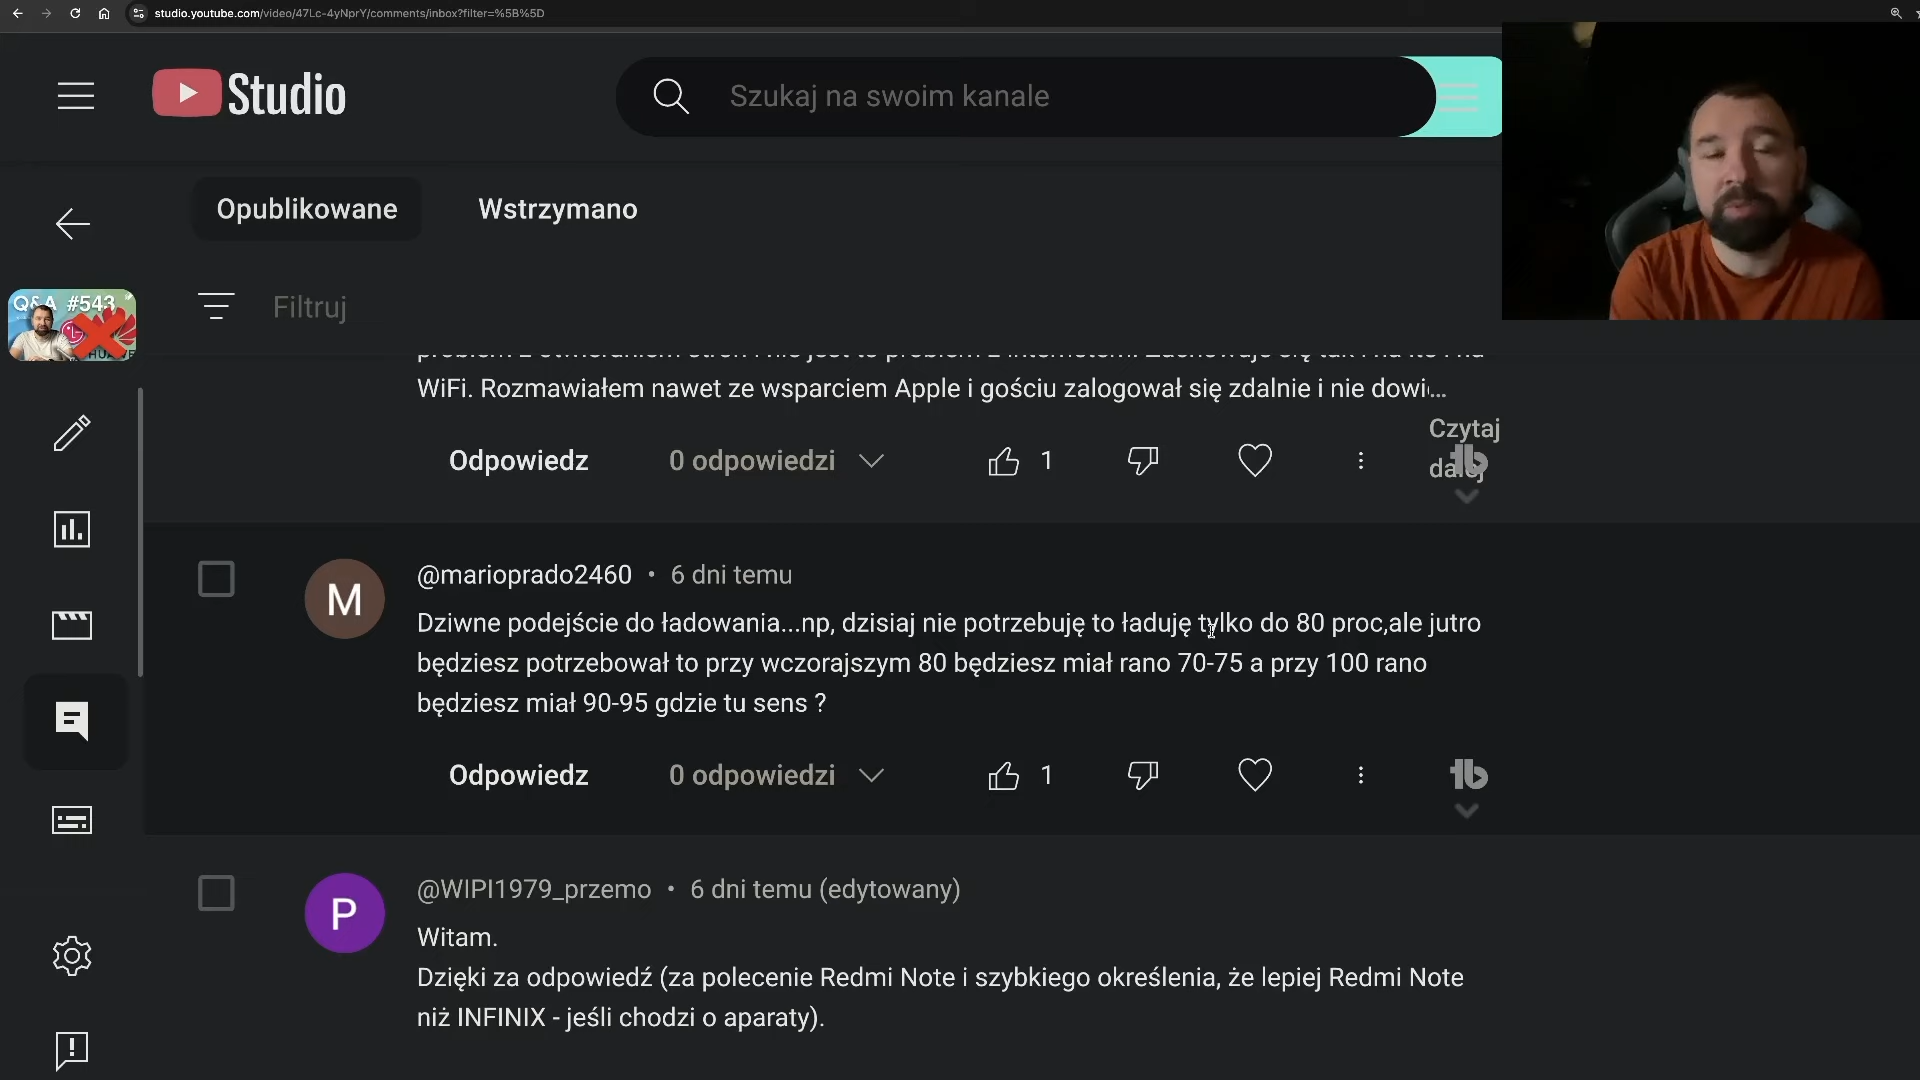 studio.youtube.com/video/47Lc-4yNprY/comments/inbox?filter=%5B%5D
Studio
Szukaj na swoim kanale
Opublikowane
Wstrzymano
Q&A #543
Filtruj
WiFi. Rozmawiałem nawet ze wsparciem Apple i gościu zalogował się zdalnie i nie dowi...
Czytaj
dalej
Odpowiedz
0 odpowiedzi
1
@marioprado2460 • 6 dni temu
M
Dziwne podejście do ładowania...np, dzisiaj nie potrzebuję to ładuję tylko do 80 proc,ale jutro
będziesz potrzebował to przy wczorajszym 80 będziesz miał rano 70-75 a przy 100 rano
będziesz miał 90-95 gdzie tu sens ?
Odpowiedz
0 odpowiedzi
1
@WIPI1979_przemo • 6 dni temu (edytowany)
P
Witam.
Dzięki za odpowiedź (za polecenie Redmi Note i szybkiego określenia, że lepiej Redmi Note
niż INFINIX - jeśli chodzi o aparaty).